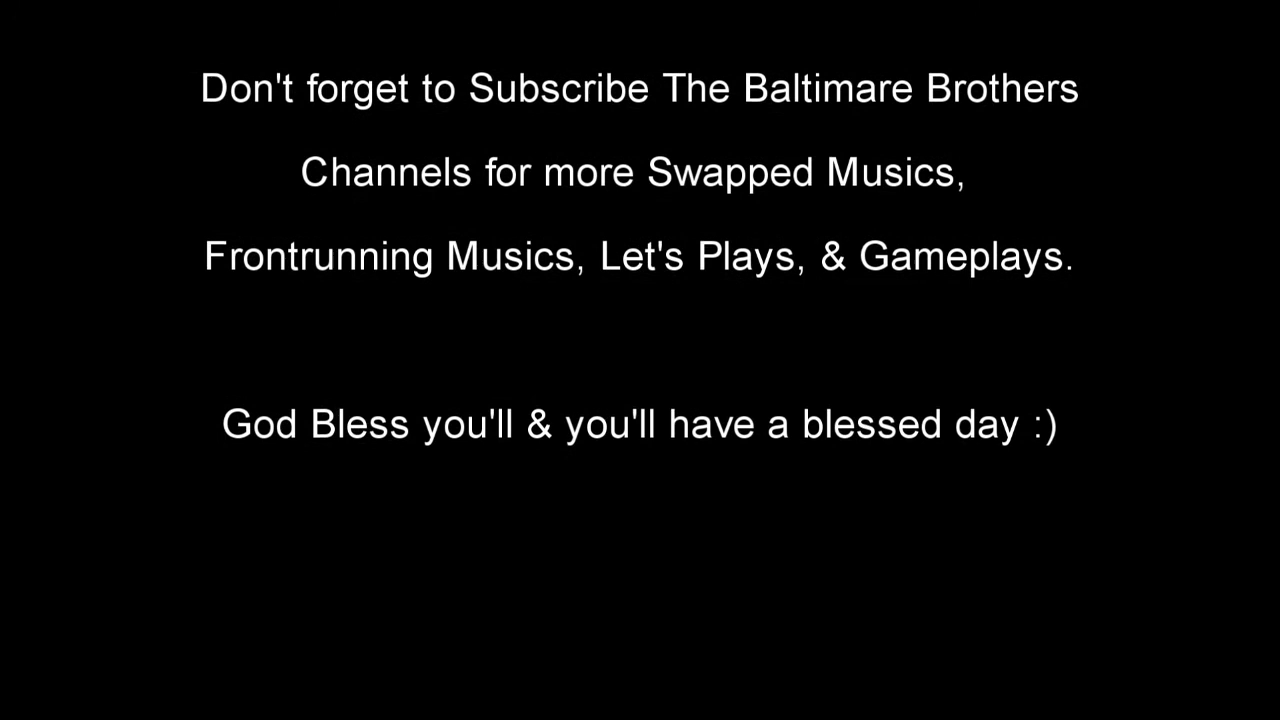 Don't forget to Subscribe The Baltimare Brothers
Channels for more Swapped Musics,
Frontrunning Musics, Let's Plays, & Gameplays.
God Bless you'll & you'll have a blessed day :)